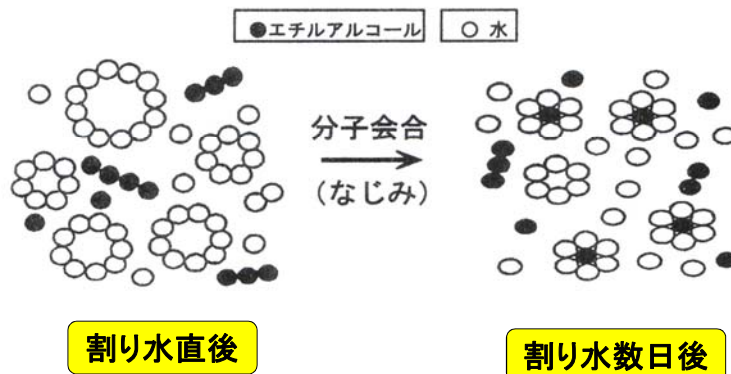 ●エチルアルコール ○水
分子会合
(なじみ)
割り水直後
割り水数日後